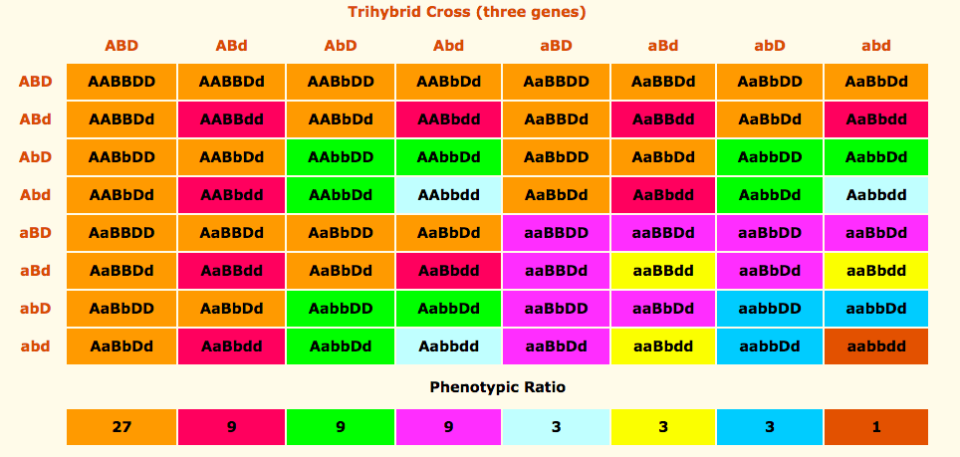 Trihybrid Cross (three genes)
ABD ABd AbD Abd aBD aBd abD abd
ABD AABBDD AABBDd AABbDD AABbDd AaBBDD AaBBDd AaBbDD AaBbDd
ABd AABBDd AABBdd AABbDd AABbdd AaBBDd AaBBdd AaBbDd AaBbdd
AbD AABbDD AABbDd AAbbDD AAbbDd AaBbDD AaBbDd AabbDD AabbDd
Abd AABbDd AABbdd AAbbDd AAbbdd AaBbDd AaBbdd AabbDd Aabbdd
aBD AaBBDD AaBBDd AaBbDD AaBbDd aaBBDD aaBBDd aaBbDD aaBbDd
aBd AaBBDd AaBBdd AaBbDd AaBbdd aaBBDd aaBBdd aaBbDd aaBbdd
abD AaBbDD AaBbDd AabbDD AabbDd aaBbDD aaBbDd aabbDD aabbDd
abd AaBbDd AaBbdd AabbDd Aabbdd aaBbDd aaBbdd aabbDd aabbdd
Phenotypic Ratio
27 9 9 9 3 3 3 1